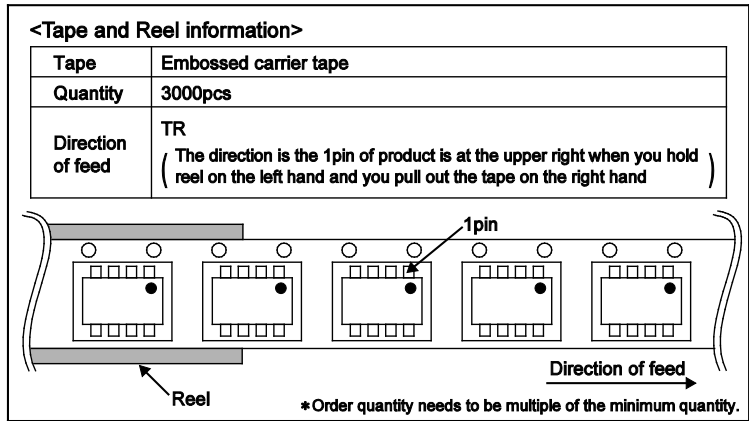 <Tape and Reel information>
Tape Embossed carrier tape
Quantity 3000pcs
Direction of feed TR
( The direction is the 1pin of product is at the upper right when you hold
reel on the left hand and you pull out the tape on the right hand )
1pin
Direction of feed
Reel
*Order quantity needs to be multiple of the minimum quantity.